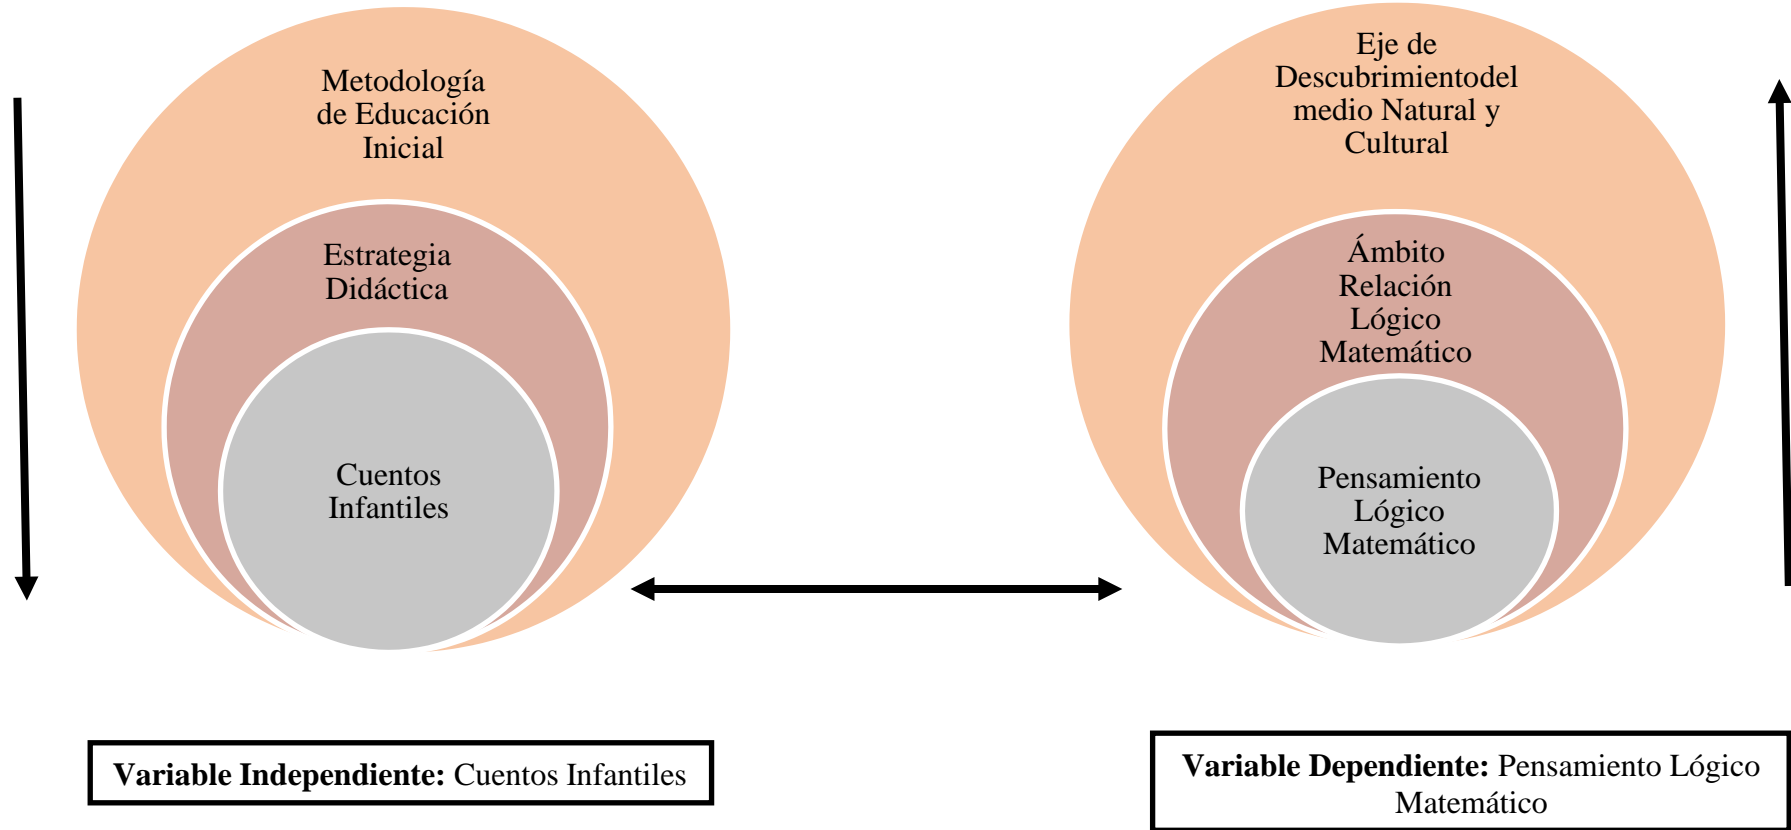 Metodología
de Educación
Inicial
Estrategia
Didáctica
Cuentos
Infantiles
Variable Independiente: Cuentos Infantiles
Eje de
Descubrimientodel
medio Natural y
Cultural
Ámbito
Relación
Lógico
Matemático
Pensamiento
Lógico
Matemático
Variable Dependiente: Pensamiento Lógico
Matemático